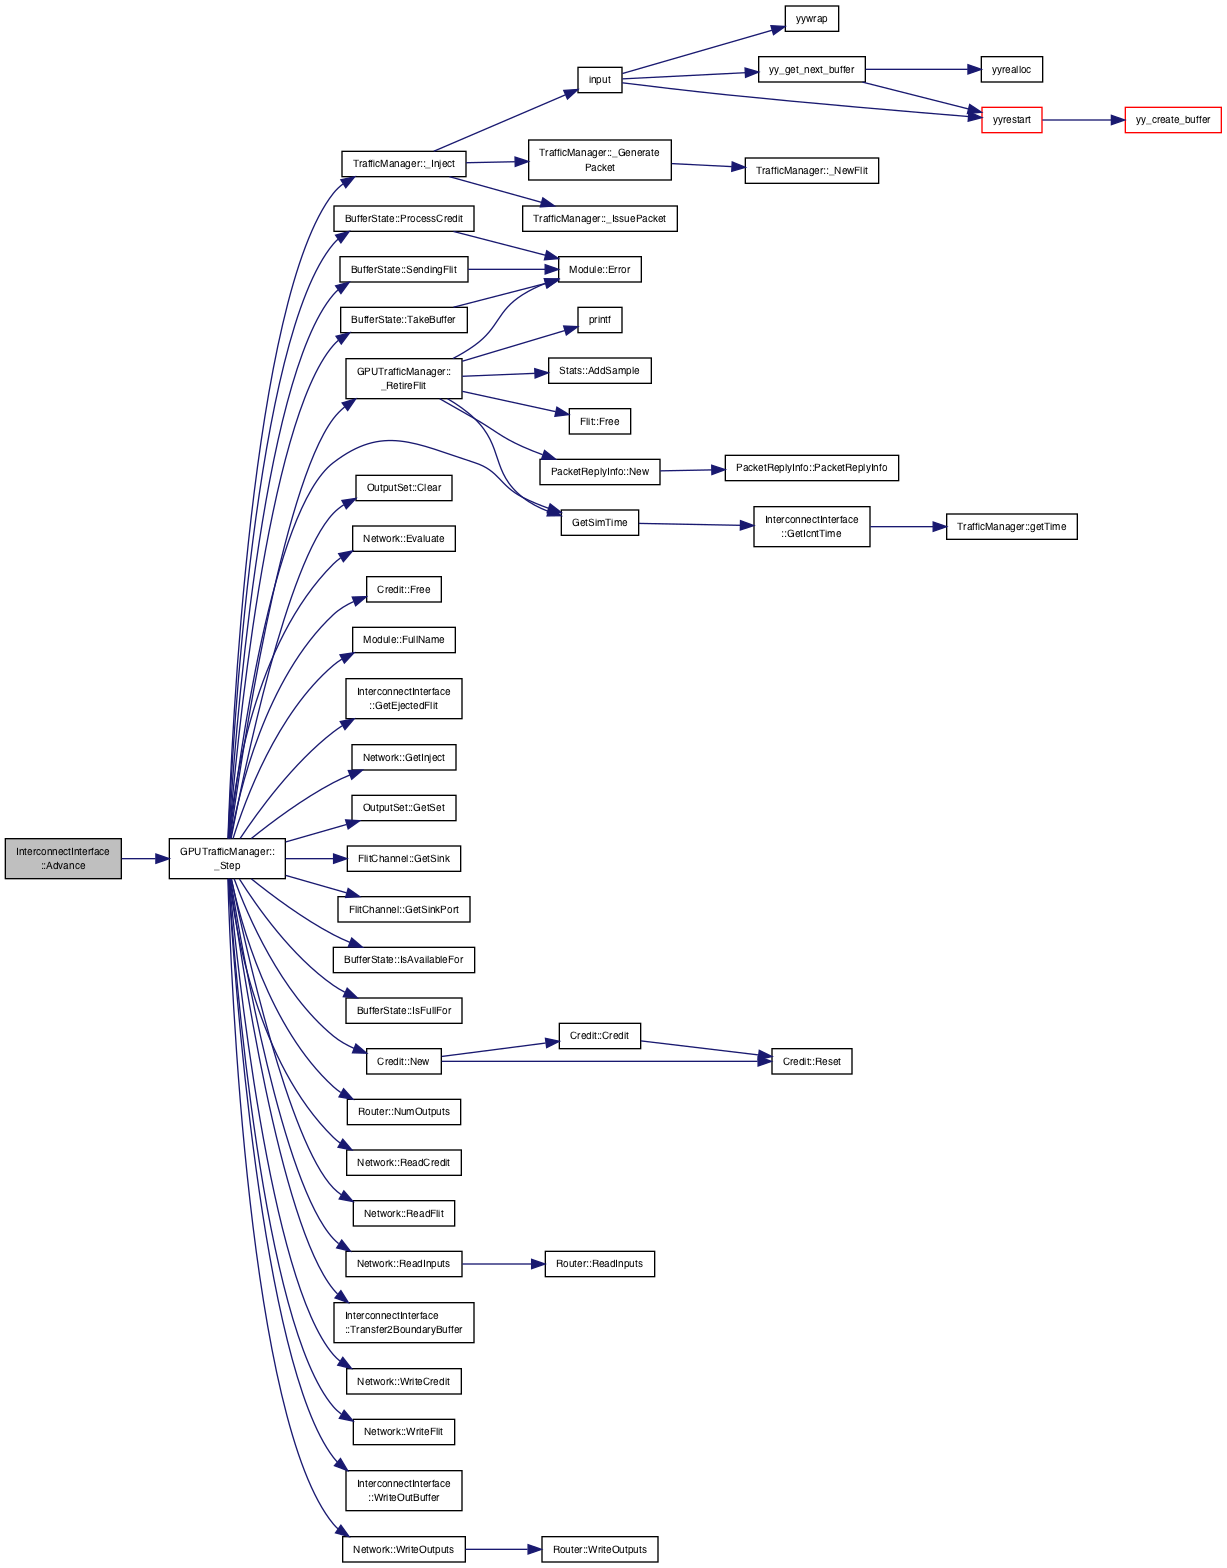 yywrap
input
yy_get_next_buffer
yyrealloc
yyrestart
yy_create_buffer
TrafficManager::_Inject
TrafficManager::_Generate
Packet
TrafficManager::_NewFlit
BufferState::ProcessCredit
TrafficManager::_IssuePacket
BufferState::SendingFlit
Module::Error
BufferState::TakeBuffer
printf
GPUTrafficManager::
_RetireFlit
Stats::AddSample
Flit::Free
PacketReplyInfo::New
PacketReplyInfo::PacketReplyInfo
OutputSet::Clear
GetSimTime
InterconnectInterface
::GetIcntTime
TrafficManager::getTime
Network::Evaluate
Credit::Free
Module::FullName
InterconnectInterface
::GetEjectedFlit
Network::GetInject
OutputSet::GetSet
InterconnectInterface
::Advance
GPUTrafficManager::
_Step
FlitChannel::GetSink
FlitChannel::GetSinkPort
BufferState::IsAvailableFor
BufferState::IsFullFor
Credit::New
Credit::Credit
Credit::Reset
Router::NumOutputs
Network::ReadCredit
Network::ReadFlit
Network::ReadInputs
Router::ReadInputs
InterconnectInterface
::Transfer2BoundaryBuffer
Network::WriteCredit
Network::WriteFlit
InterconnectInterface
::WriteOutBuffer
Network::WriteOutputs
Router::WriteOutputs